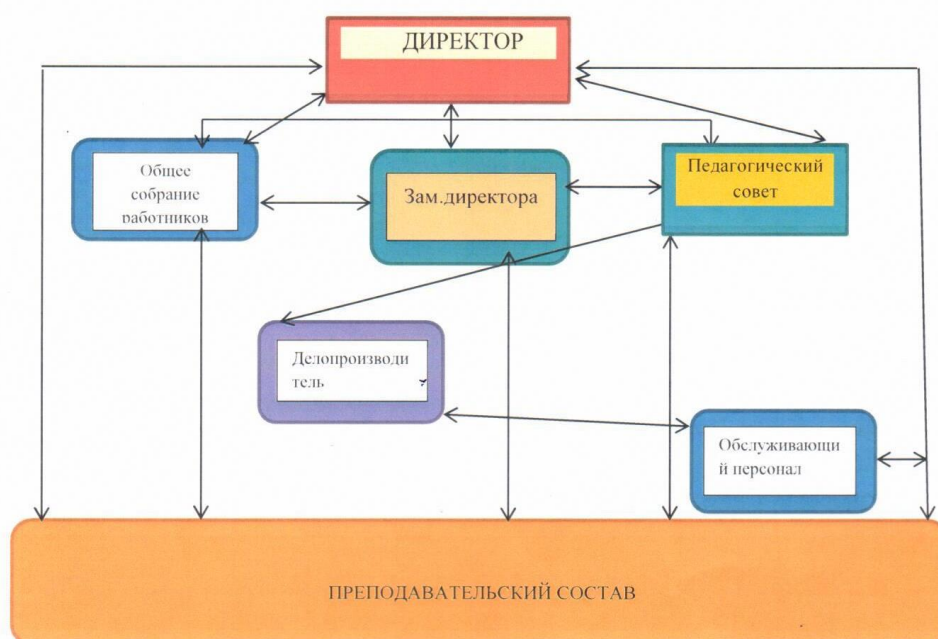 ДИРЕКТОР
Общее
собрание
работников
Зам.директора
Педагогический
совет
Делопроизводи
тель
Обслуживающи
й персонал
ПРЕПОДАВАТЕЛЬСКИЙ СОСТАВ